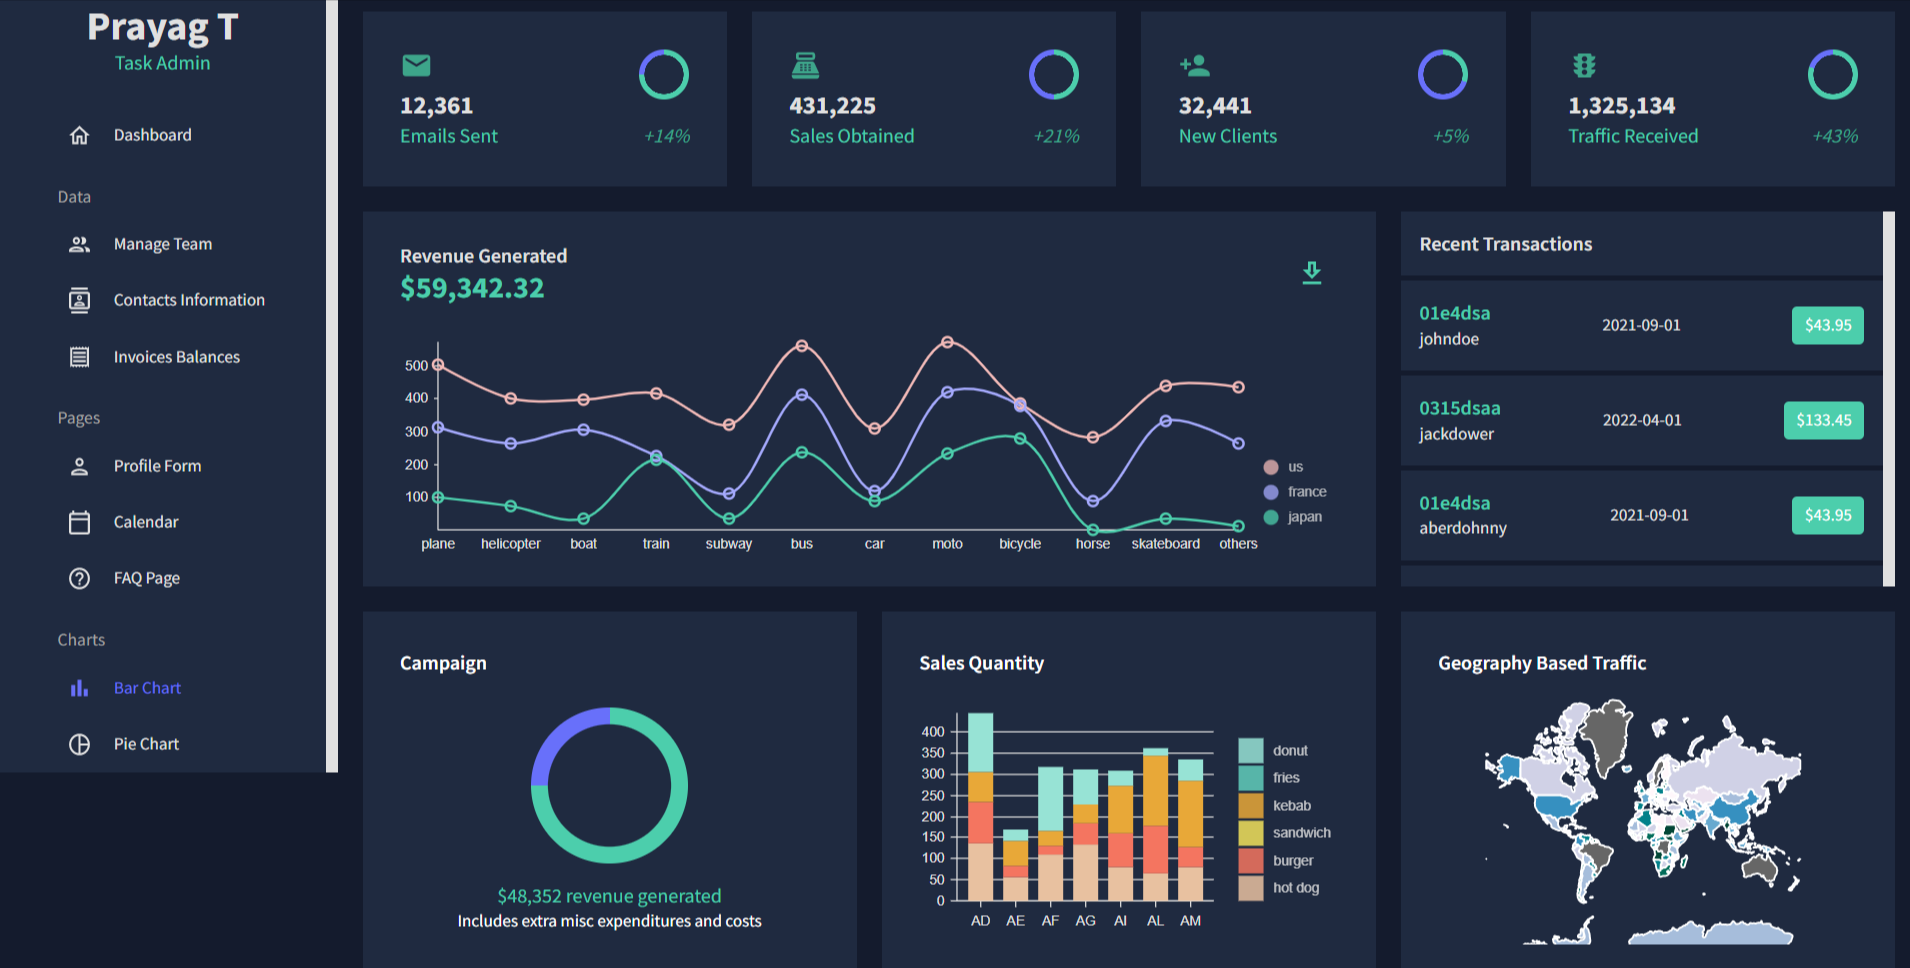 Prayag T
Task Admin
Dashboard
Data
Manage Team
Contacts Information
Invoices Balances
Pages
Profile Form
Calendar
FAQ Page
Charts
Bar Chart
Pie Chart
12,361
Emails Sent +14%
431,225
Sales Obtained +21%
32,441
New Clients +5%
1,325,134
Traffic Received +43%
Revenue Generated
$59,342.32
500
400
300
200
100
plane helicopter boat train subway bus car moto bicycle horse skateboard others
us
france
japan
Recent Transactions
01e4dsa
johndoe
2021-09-01
$43.95
0315dsaa
jackdower
2022-04-01
$133.45
01e4dsa
aberdohnny
2021-09-01
$43.95
Campaign
$48,352 revenue generated
Includes extra misc expenditures and costs
Sales Quantity
400
350
300
250
200
150
100
50
0
AD AE AF AG AI AL AM
donut
fries
kebab
sandwich
burger
hot dog
Geography Based Traffic